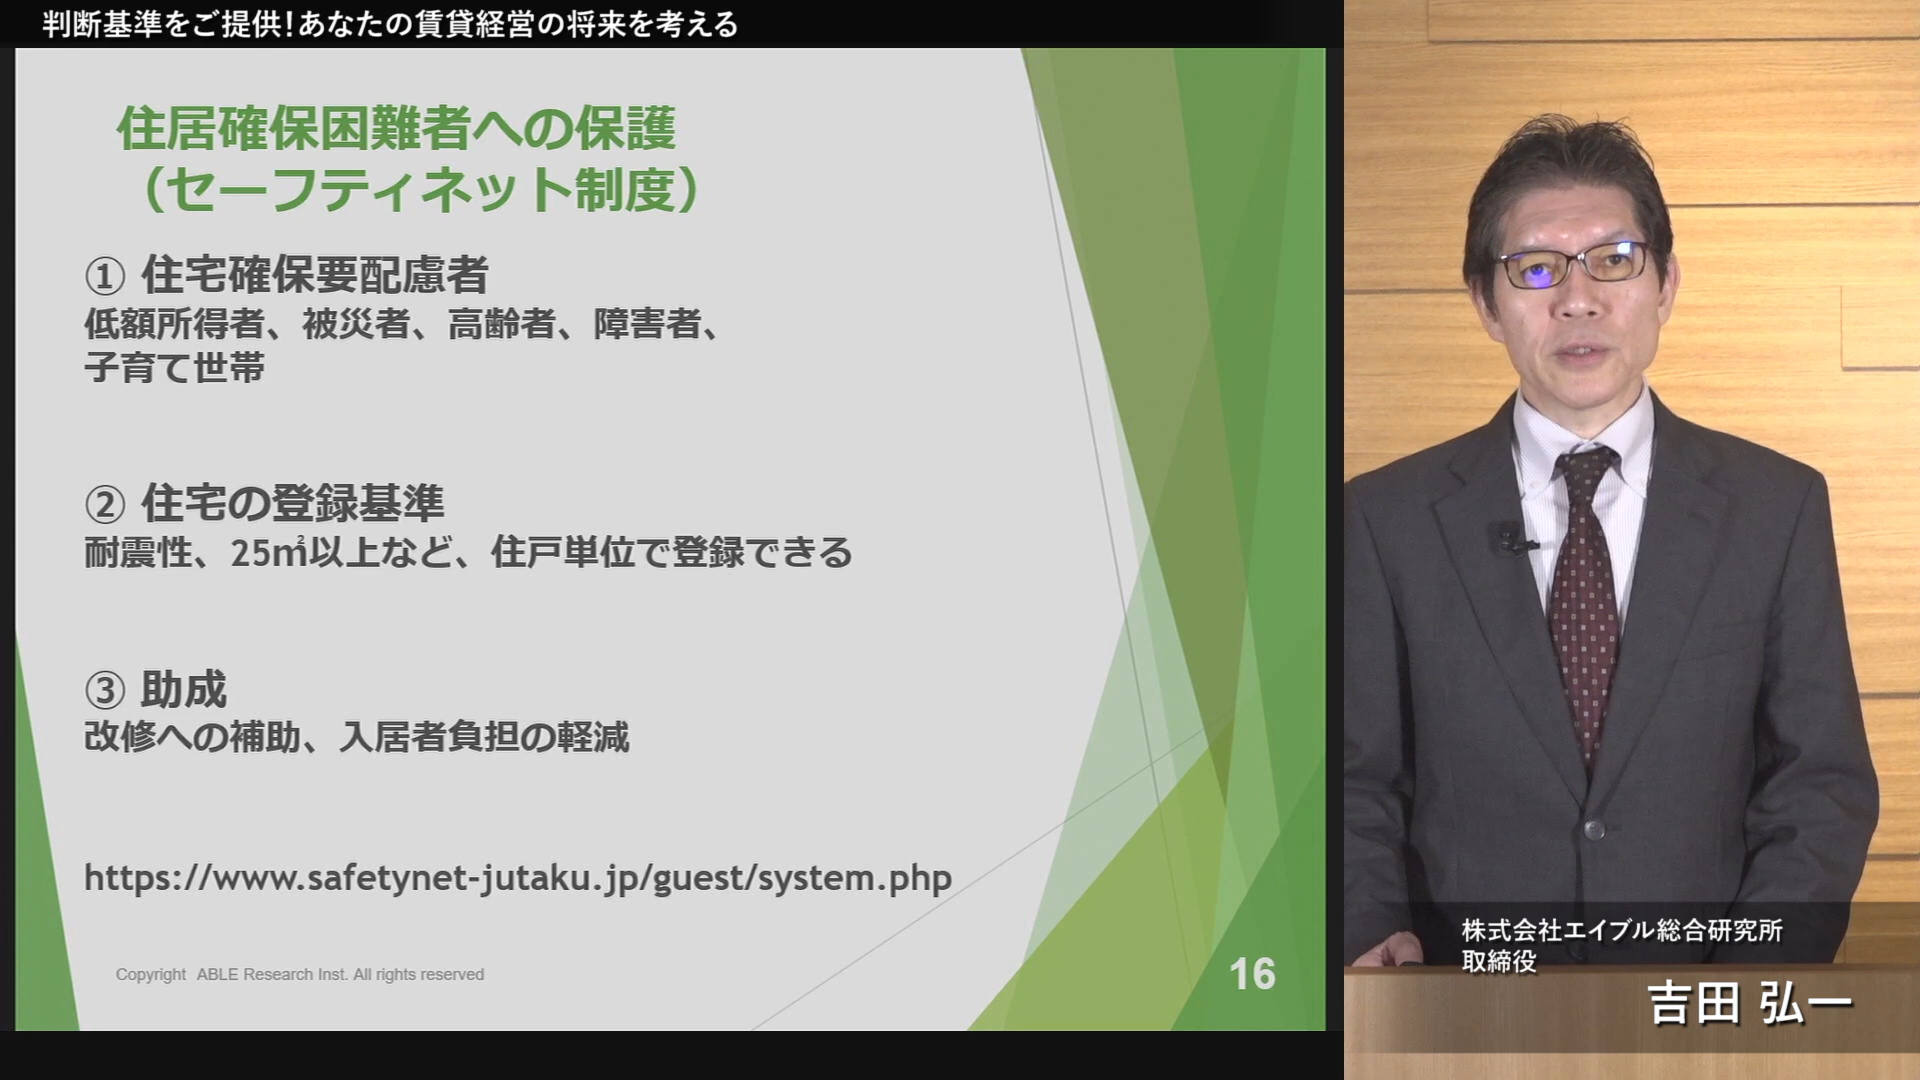 判断基準をご提供！あなたの賃貸経営の将来を考える
住居確保困難者への保護
（セーフティネット制度）
① 住宅確保要配慮者
低額所得者、被災者、高齢者、障害者、
子育て世帯
② 住宅の登録基準
耐震性、25㎡以上など、住戸単位で登録できる
③ 助成
改修への補助、入居者負担の軽減
https://www.safetynet-jutaku.jp/guest/system.php
Copyright ABLE Research Inst. All rights reserved
16
株式会社エイブル総合研究所
取締役
吉田 弘一